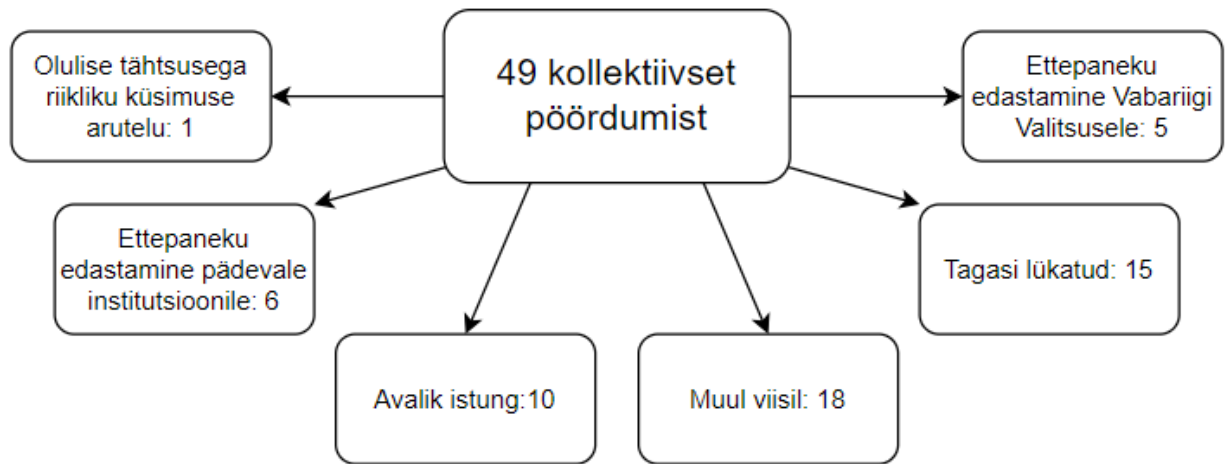 49 kollektiivset
pöördumist
Olulise tähtsusega
riikliku küsimuse
arutelu: 1
Ettepaneku
edastamine Vabariigi
Valitsusele: 5
Ettepaneku
edastamine pädevale
institutsioonile: 6
Tagasi lükatud: 15
Avalik istung:10
Muul viisil: 18